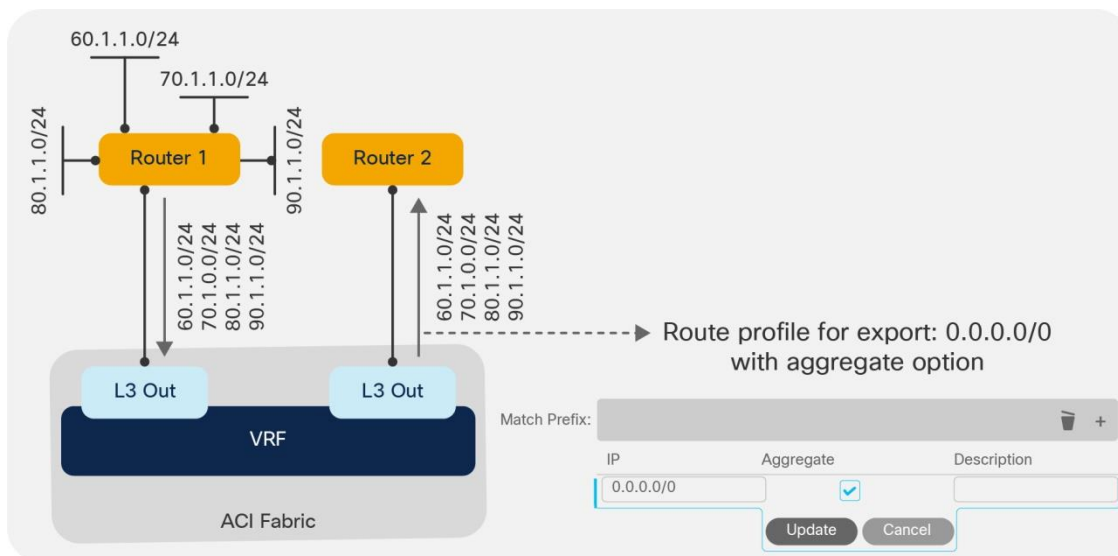 60.1.1.0/24
70.1.1.0/24
80.1.1.0/24
Router 1
90.1.1.0/24
Router 2
60.1.1.0/24
70.1.0.0/24
80.1.1.0/24
90.1.1.0/24
60.1.1.0/24
70.1.0.0/24
80.1.1.0/24
90.1.1.0/24
Route profile for export: 0.0.0.0/0
with aggregate option
L3 Out
L3 Out
VRF
ACI Fabric
Match Prefix:
+
IP Aggregate Description
0.0.0.0/0
Update Cancel